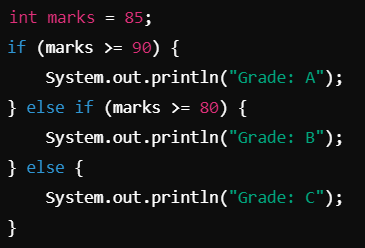 int marks = 85;
if (marks >= 90) {
    System.out.println("Grade: A");
} else if (marks >= 80) {
    System.out.println("Grade: B");
} else {
    System.out.println("Grade: C");
}